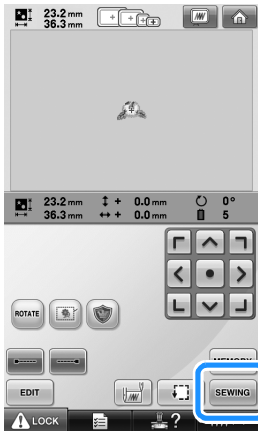 23.2 mm
36.3 mm
23.2 mm + 0.0 mm 0°
36.3 mm + 0.0 mm 5
ROTATE
MEMORY
EDIT
SEWING
LOCK
?